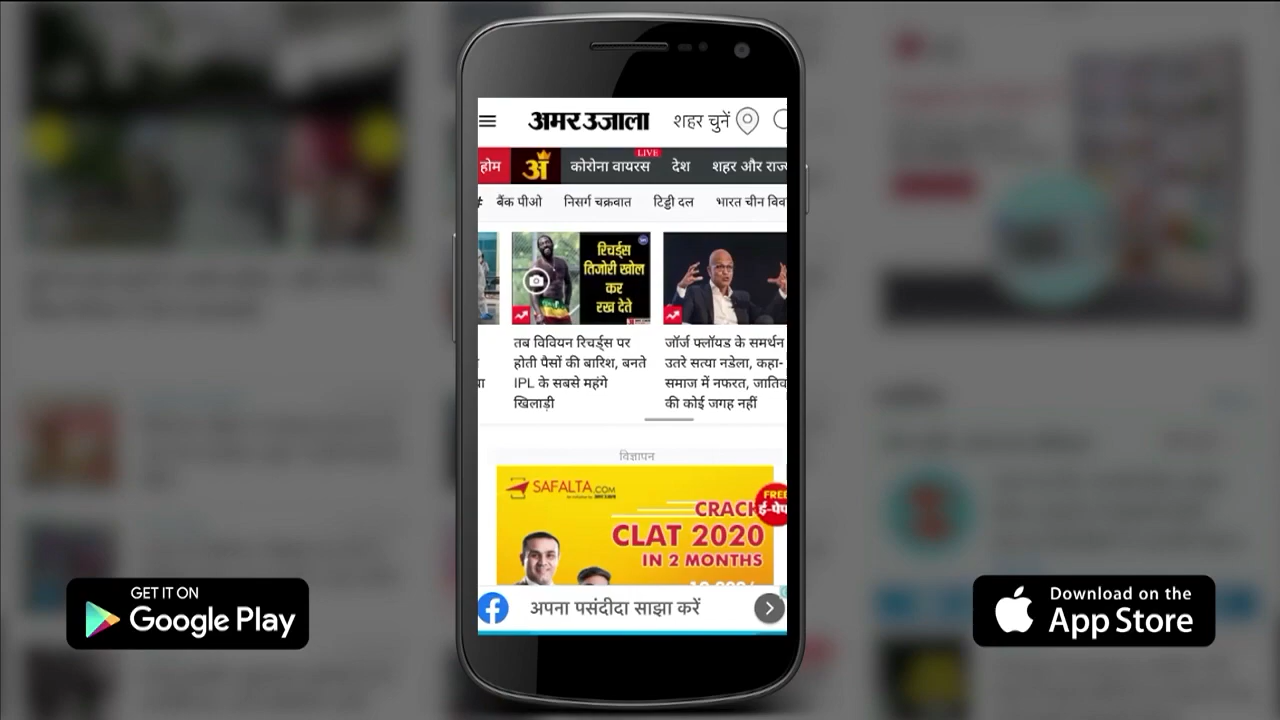 अमर उजाला
शहर चुनें
होम
अं
कोरोना वायरस
LIVE
देश
शहर और राज्य
# बैंक पीओ
निसर्ग चक्रवात
टिड्डी दल
भारत चीन विवा
रिचर्ड्स
तिजोरी खोल
कर
रख देते
तब विवियन रिचर्ड्स पर
होती पैसों की बारिश, बनते
IPL के सबसे महंगे
खिलाड़ी
जॉर्ज फ्लॉयड के समर्थन
उतरे सत्या नडेला, कहा-
समाज में नफरत, जातिव
की कोई जगह नहीं
विज्ञापन
SAFALTA.COM
CRACK
CLAT 2020
IN 2 MONTHS
FREE
ई-पेप
अपना पसंदीदा साझा करें
GET IT ON
Google Play
Download on the
App Store